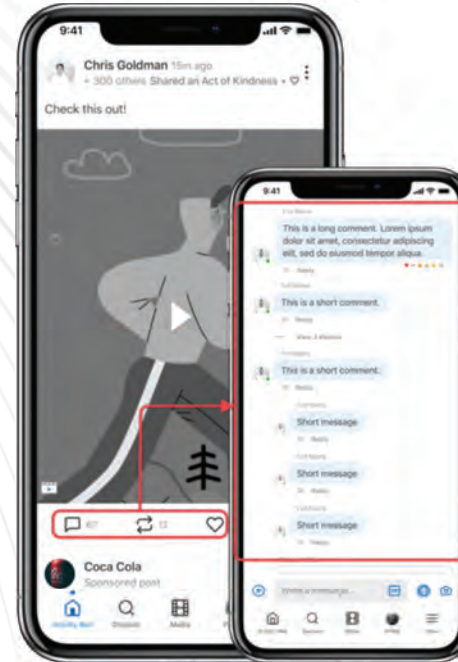 9:41
Chris Goldman 15m ago
+ 300 others Shared an Act of Kindness •
Check this out!
67 12
Coca Cola
Sponsored post
Discover
Media
9:41
This is a long comment. Lorem ipsum
dolor sit amet, consectetur adipiscing
elit, sed do eiusmod tempor aliqua.
Reply
This is a short comment.
Reply
This is a short comment.
Reply
Short message
Reply
Short message
Reply
Short message
Reply
Write a message...